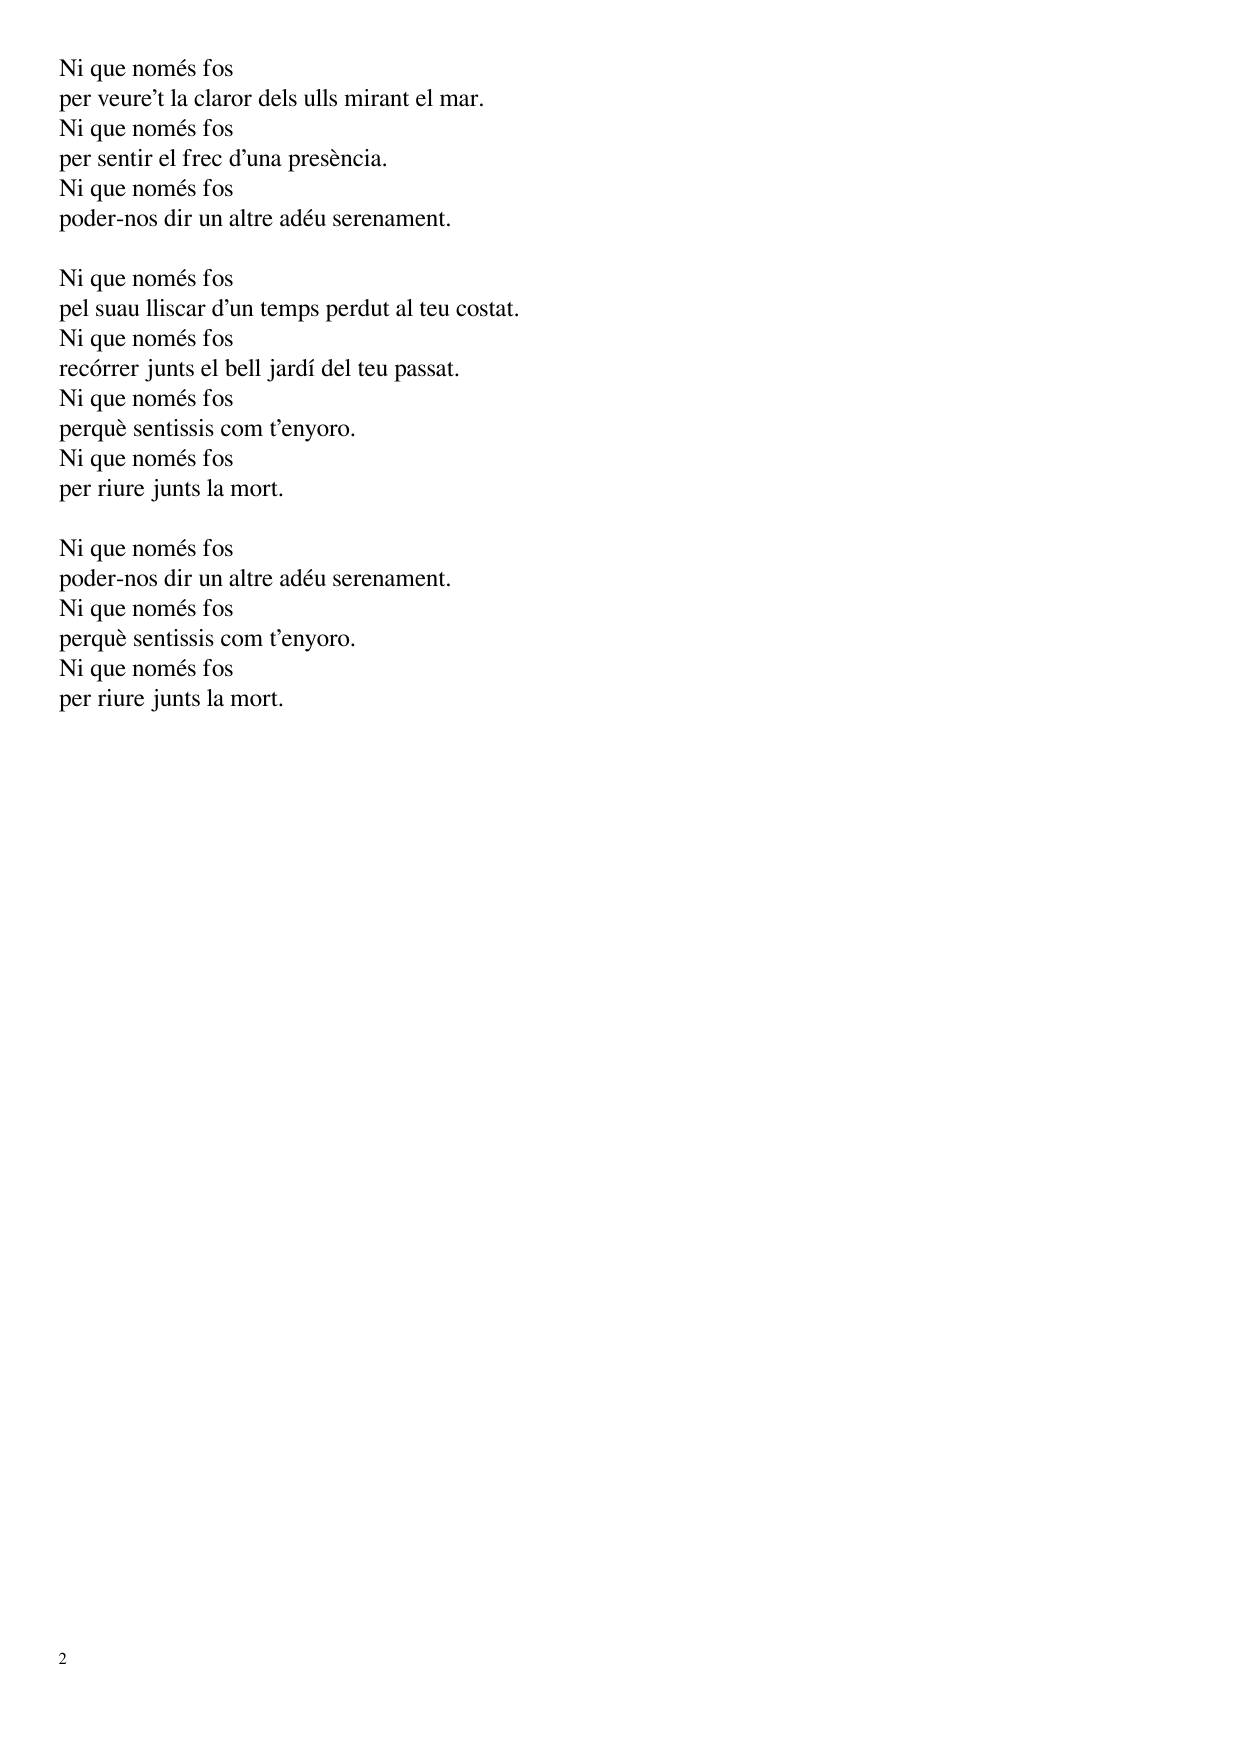 Ni que només fos
per veure’t la claror dels ulls mirant el mar.
Ni que només fos
per sentir el frec d’una presència.
Ni que només fos
poder-nos dir un altre adéu serenament.

Ni que només fos
pel suau lliscar d’un temps perdut al teu costat.
Ni que només fos
recórrer junts el bell jardí del teu passat.
Ni que només fos
perquè sentissis com t’enyoro.
Ni que només fos
per riure junts la mort.

Ni que només fos
poder-nos dir un altre adéu serenament.
Ni que només fos
perquè sentissis com t’enyoro.
Ni que només fos
per riure junts la mort.

2